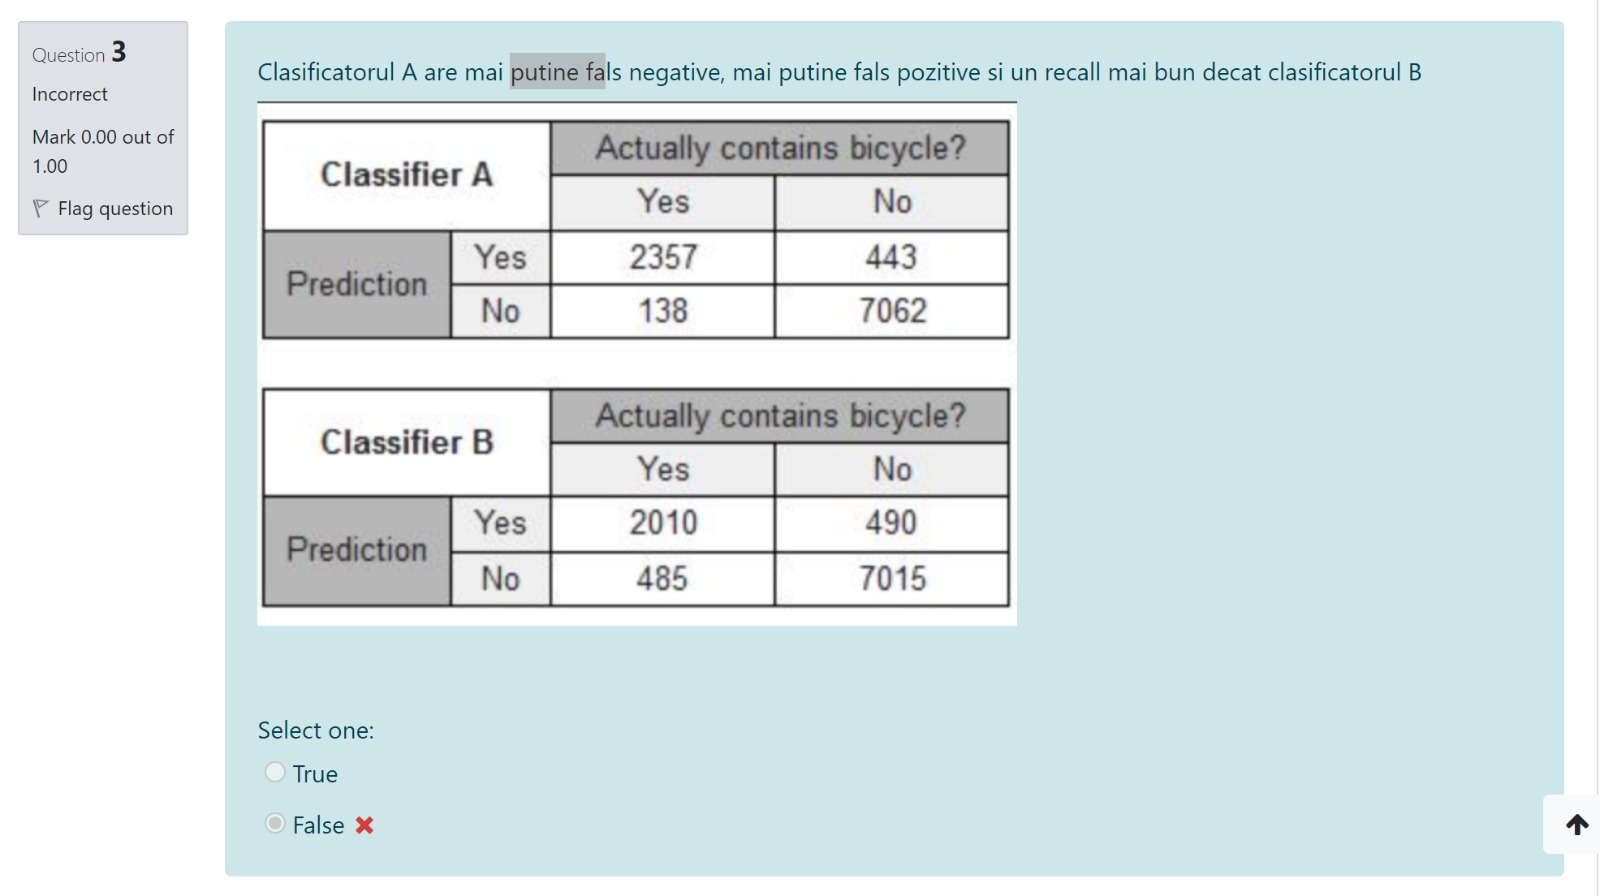 Question 3
Incorrect
Mark 0.00 out of
1.00
Flag question
Clasificatorul A are mai putine fals negative, mai putine fals pozitive si un recall mai bun decat clasificatorul B
Classifier A
Actually contains bicycle?
Yes No
Prediction
Yes 2357 443
No 138 7062
Classifier B
Actually contains bicycle?
Yes No
Prediction
Yes 2010 490
No 485 7015
Select one:
True
False